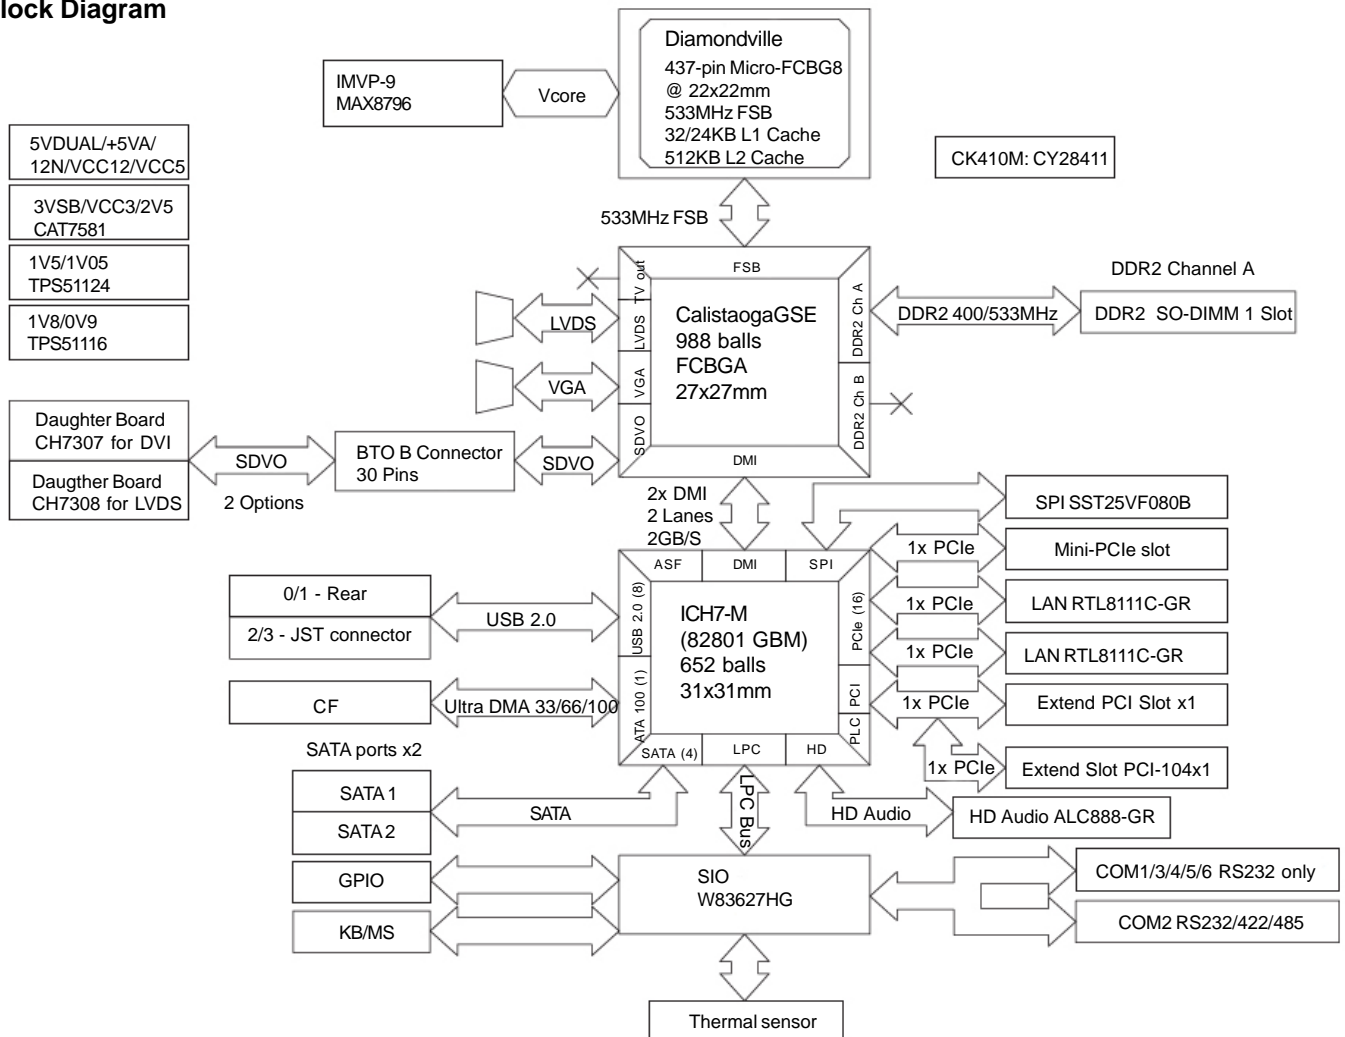 lock Diagram
Diamondville
437-pin Micro-FCBG8
@ 22x22mm
533MHz FSB
32/24KB L1 Cache
512KB L2 Cache
IMVP-9
MAX8796
Vcore
5VDUAL/+5VA/
12N/VCC12/VCC5
3VSB/VCC3/2V5
CAT7581
1V5/1V05
TPS51124
1V8/0V9
TPS51116
CK410M: CY28411
533MHz FSB
FSB
TV out
LVDS
VGA
SDVO
DMI
DDR2 Ch A
DDR2 Ch B
CalistaogaGSE
988 balls
FCBGA
27x27mm
LVDS
VGA
SDVO
DDR2 400/533MHz
DDR2 Channel A
DDR2 SO-DIMM 1 Slot
Daughter Board
CH7307 for DVI
Daugther Board
CH7308 for LVDS
SDVO
2 Options
BTO B Connector
30 Pins
2x DMI
2 Lanes
2GB/S
ASF
DMI
SPI
USB 2.0 (8)
ATA 100 (1)
SATA (4)
LPC
HD
PCIe (16)
PCI
PLC
ICH7-M
(82801 GBM)
652 balls
31x31mm
SPI SST25VF080B
1x PCIe
Mini-PCIe slot
1x PCIe
LAN RTL8111C-GR
1x PCIe
LAN RTL8111C-GR
1x PCIe
Extend PCI Slot x1
1x PCIe
Extend Slot PCI-104x1
HD Audio
HD Audio ALC888-GR
0/1 - Rear
2/3 - JST connector
USB 2.0
CF
Ultra DMA 33/66/100
SATA ports x2
SATA 1
SATA 2
SATA
LPC Bus
GPIO
KB/MS
SIO
W83627HG
COM1/3/4/5/6 RS232 only
COM2 RS232/422/485
Thermal sensor